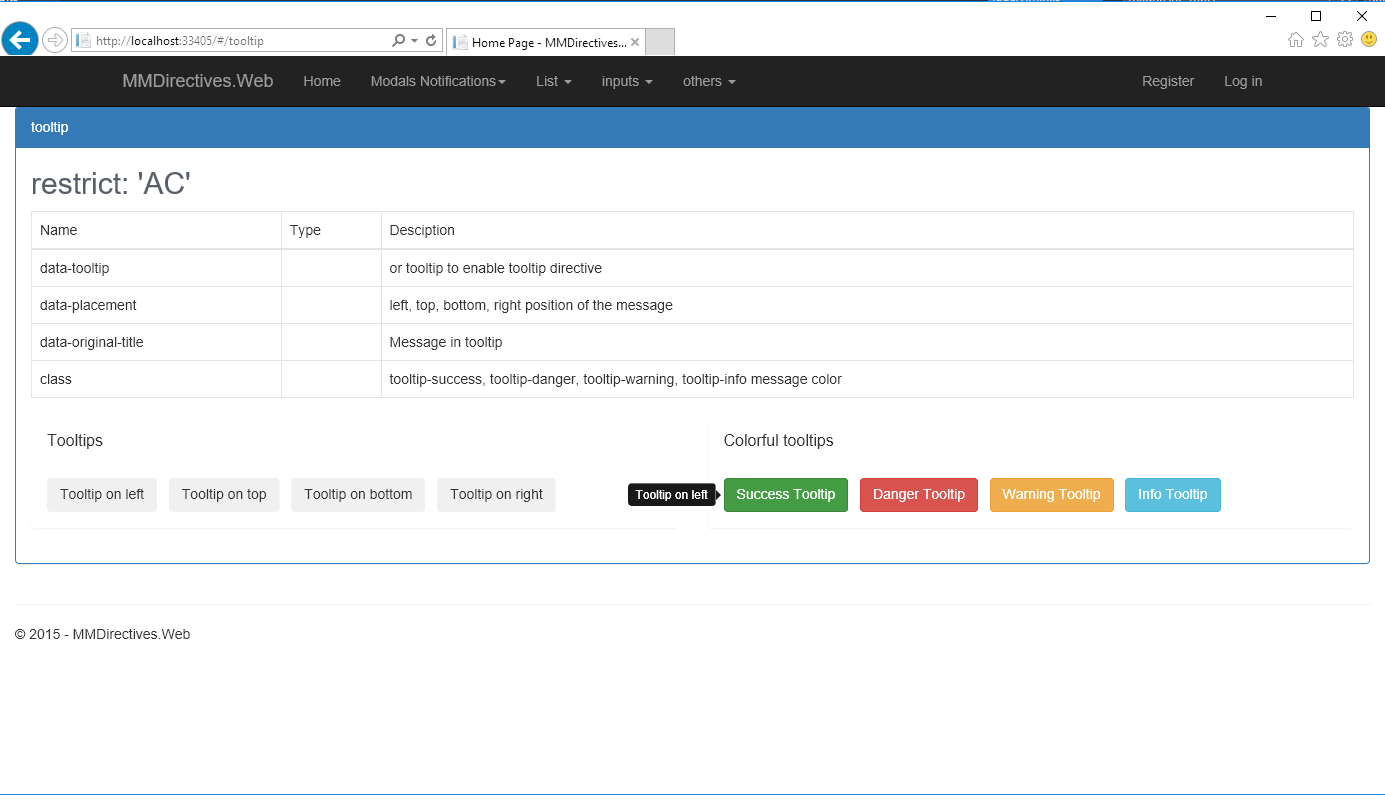 http://localhost:33405/#/tooltip
Home Page - MMDirectives...
MMDirectives.Web Home Modals Notifications List inputs others Register Log in
tooltip
restrict: 'AC'
Name Type Desciption
data-tooltip or tooltip to enable tooltip directive
data-placement left, top, bottom, right position of the message
data-original-title Message in tooltip
class tooltip-success, tooltip-danger, tooltip-warning, tooltip-info message color
Tooltips
Tooltip on left Tooltip on top Tooltip on bottom Tooltip on right
Colorful tooltips
Tooltip on left Success Tooltip Danger Tooltip Warning Tooltip Info Tooltip
© 2015 - MMDirectives.Web